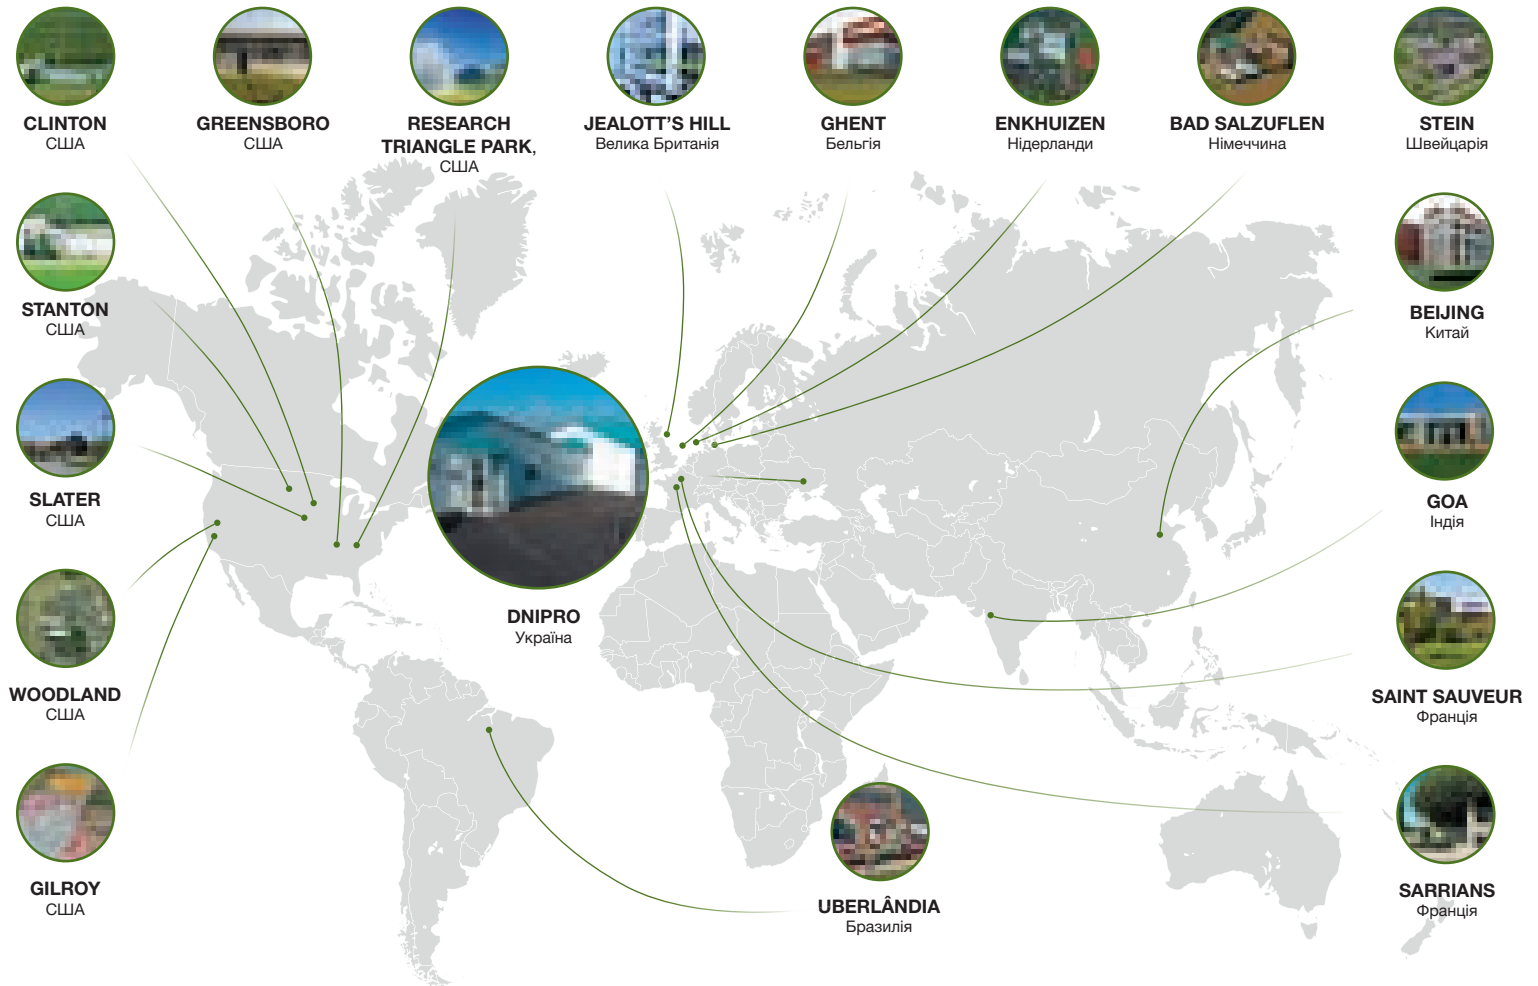 CLINTON
США
GREENSBORO
США
RESEARCH
TRIANGLE PARK,
США
JEALOTT’S HILL
Велика Британія
GHENT
Бельгія
ENKHUIZEN
Нідерланди
BAD SALZUFLEN
Німеччина
STEIN
Швейцарія
STANTON
США
BEIJING
Китай
SLATER
США
GOA
Індія
DNIPRO
Україна
WOODLAND
США
SAINT SAUVEUR
Франція
GILROY
США
UBERLÂNDIA
Бразилія
SARRIANS
Франція